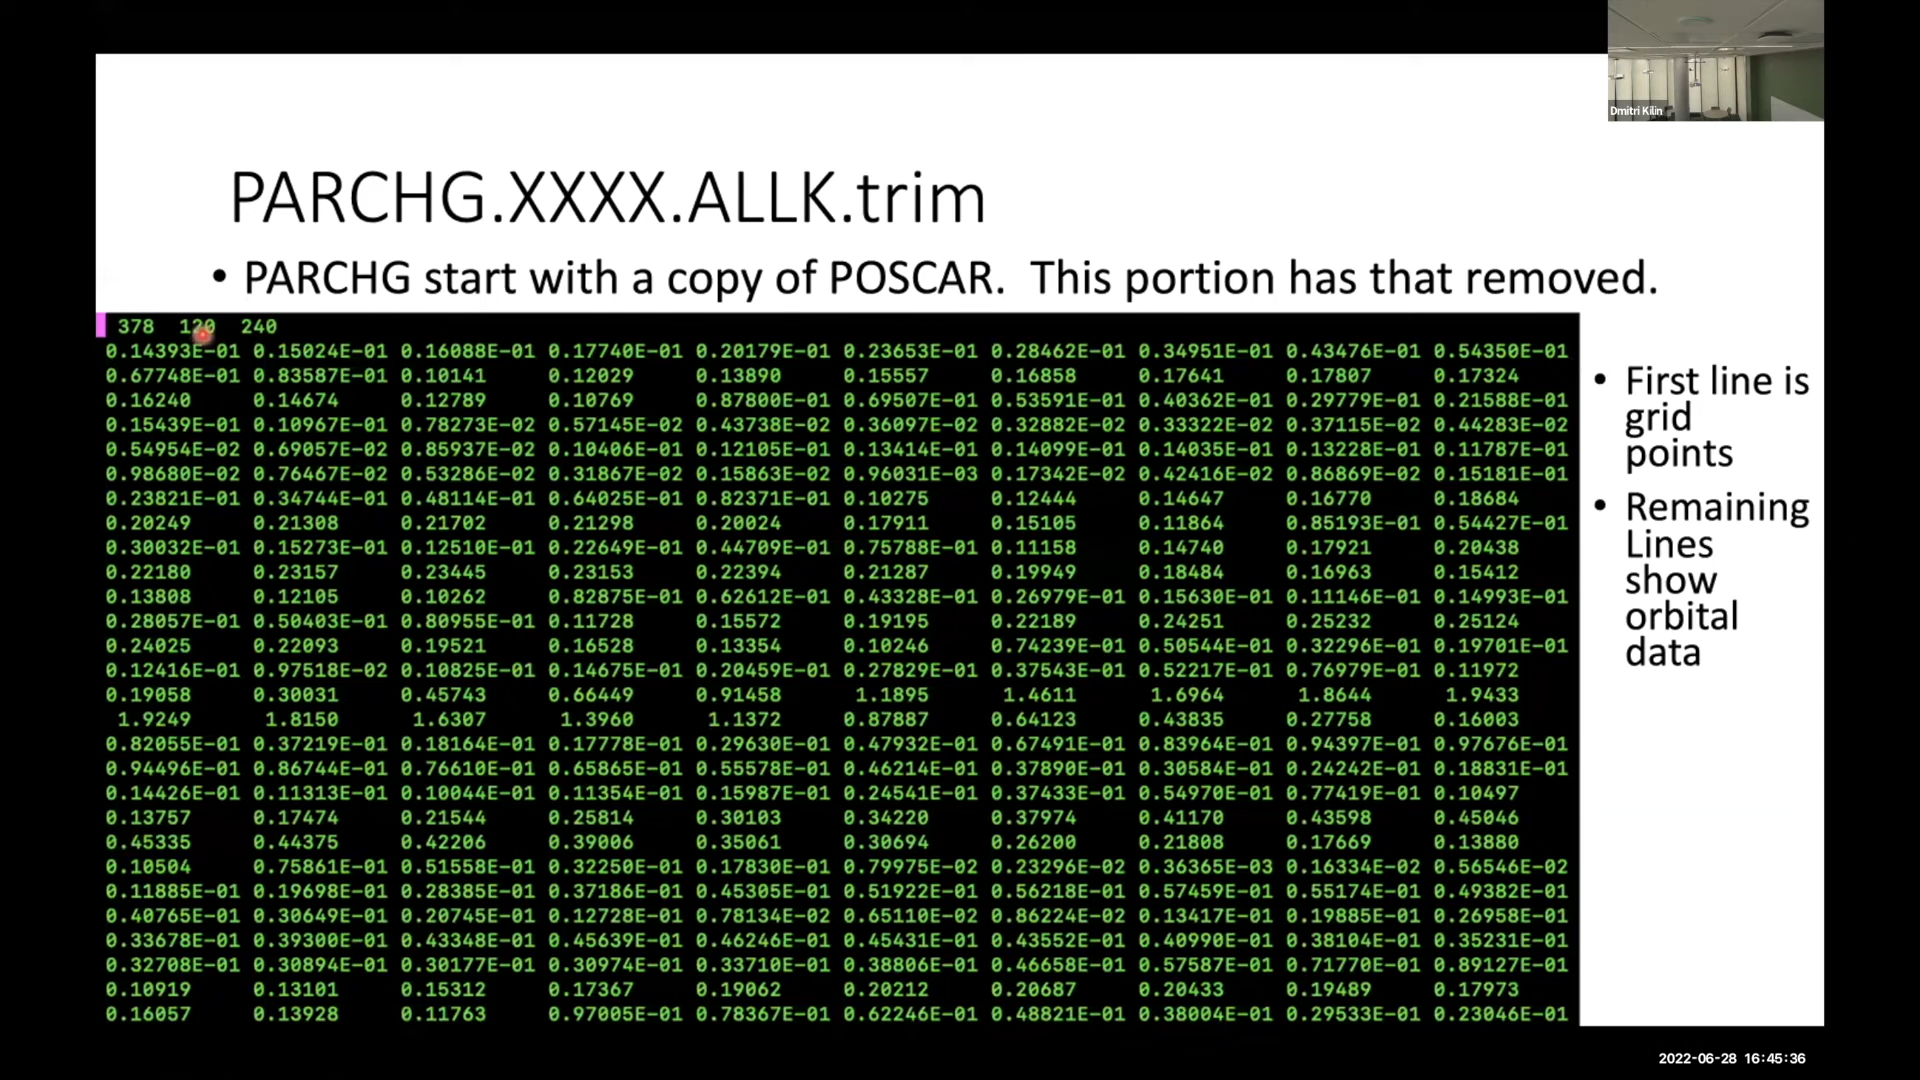 Dmitri Kilin
PARCHG.XXXX.ALLK.trim
• PARCHG start with a copy of POSCAR. This portion has that removed.
378 120 240
0.14393E-01 0.15024E-01 0.16088E-01 0.17740E-01 0.20179E-01 0.23653E-01 0.28462E-01 0.34951E-01 0.43476E-01 0.54350E-01
0.67748E-01 0.83587E-01 0.10141 0.12029 0.13890 0.15557 0.16858 0.17641 0.17807 0.17324
0.16240 0.14674 0.12789 0.10769 0.87800E-01 0.69507E-01 0.53591E-01 0.40362E-01 0.29779E-01 0.21588E-01
0.15439E-01 0.10967E-01 0.78273E-02 0.57145E-02 0.43738E-02 0.36097E-02 0.32882E-02 0.33322E-02 0.37115E-02 0.44283E-02
0.54954E-02 0.69057E-02 0.85937E-02 0.10406E-01 0.12105E-01 0.13414E-01 0.14099E-01 0.14035E-01 0.13228E-01 0.11787E-01
0.98680E-02 0.76467E-02 0.53286E-02 0.31867E-02 0.15863E-02 0.96031E-03 0.17342E-02 0.42416E-02 0.86869E-02 0.15181E-01
0.23821E-01 0.34744E-01 0.48114E-01 0.64025E-01 0.82371E-01 0.10275 0.12444 0.14647 0.16770 0.18684
0.20249 0.21308 0.21702 0.21298 0.20024 0.17911 0.15105 0.11864 0.85193E-01 0.54427E-01
0.30032E-01 0.15273E-01 0.12510E-01 0.22649E-01 0.44709E-01 0.75788E-01 0.11158 0.14740 0.17921 0.20438
0.22180 0.23157 0.23445 0.23153 0.22394 0.21287 0.19949 0.18484 0.16963 0.15412
0.13808 0.12105 0.10262 0.82875E-01 0.62612E-01 0.43328E-01 0.26979E-01 0.15630E-01 0.11146E-01 0.14993E-01
0.28057E-01 0.50403E-01 0.80955E-01 0.11728 0.15572 0.19195 0.22189 0.24251 0.25232 0.25124
0.24025 0.22093 0.19521 0.16528 0.13354 0.10246 0.74239E-01 0.50544E-01 0.32296E-01 0.19701E-01
0.12416E-01 0.97518E-02 0.10825E-01 0.14675E-01 0.20459E-01 0.27829E-01 0.37543E-01 0.52217E-01 0.76979E-01 0.11972
0.19058 0.30031 0.45743 0.66449 0.91458 1.1895 1.4611 1.6964 1.8644 1.9433
1.9249 1.8150 1.6307 1.3960 1.1372 0.87887 0.64123 0.43835 0.27758 0.16003
0.82055E-01 0.37219E-01 0.18164E-01 0.17778E-01 0.29630E-01 0.47932E-01 0.67491E-01 0.83964E-01 0.94397E-01 0.97676E-01
0.94496E-01 0.86744E-01 0.76610E-01 0.65865E-01 0.55578E-01 0.46214E-01 0.37890E-01 0.30584E-01 0.24242E-01 0.18831E-01
0.14426E-01 0.11313E-01 0.10044E-01 0.11354E-01 0.15987E-01 0.24541E-01 0.37433E-01 0.54970E-01 0.77419E-01 0.10497
0.13757 0.17474 0.21544 0.25814 0.30103 0.34220 0.37974 0.41170 0.43598 0.45046
0.45335 0.44375 0.42206 0.39006 0.35061 0.30694 0.26200 0.21808 0.17669 0.13880
0.10504 0.75861E-01 0.51558E-01 0.32250E-01 0.17830E-01 0.79975E-02 0.23296E-02 0.36365E-03 0.16334E-02 0.56546E-02
0.11885E-01 0.19698E-01 0.28385E-01 0.37186E-01 0.45305E-01 0.51922E-01 0.56218E-01 0.57459E-01 0.55174E-01 0.49382E-01
0.40765E-01 0.30649E-01 0.20745E-01 0.12728E-01 0.78134E-02 0.65110E-02 0.86224E-02 0.13417E-01 0.19885E-01 0.26958E-01
0.33678E-01 0.39300E-01 0.43348E-01 0.45639E-01 0.46246E-01 0.45431E-01 0.43552E-01 0.40990E-01 0.38104E-01 0.35231E-01
0.32708E-01 0.30894E-01 0.30177E-01 0.30974E-01 0.33710E-01 0.38806E-01 0.46658E-01 0.57587E-01 0.71770E-01 0.89127E-01
0.10919 0.13101 0.15312 0.17367 0.19062 0.20212 0.20687 0.20433 0.19489 0.17973
0.16057 0.13928 0.11763 0.97005E-01 0.78367E-01 0.62246E-01 0.48821E-01 0.38004E-01 0.29533E-01 0.23046E-01
• First line is
grid
points
• Remaining
Lines
show
orbital
data
2022-06-28 16:45:36